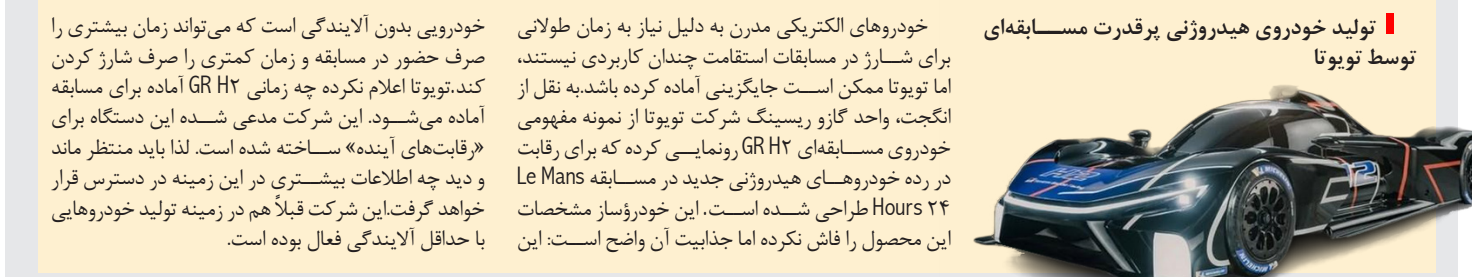 تولید خودروی هیدروژنی پرقدرت مسابقه‌ای
توسط تویوتا
خودروهای الکتریکی مدرن به دلیل نیاز به زمان طولانی
برای شارژ در مسابقات استقامت چندان کاربردی نیستند،
اما تویوتا ممکن است جایگزینی آماده کرده باشد.به نقل از
انگجت، واحد گازو ریسینگ شرکت تویوتا از نمونه مفهومی
خودروی مسابقه‌ای GR H۲ رونمایی کرده که برای رقابت
در رده خودروهای هیدروژنی جدید در مسابقه Le Mans
۲۴ Hours طراحی شده است. این خودروُساز مشخصات
این محصول را فاش نکرده اما جذابیت آن واضح است: این
خودرویی بدون آلایندگی است که می‌تواند زمان بیشتری را
صرف حضور در مسابقه و زمان کمتری را صرف شارژ کردن
کند.تویوتا اعلام نکرده چه زمانی GR H۲ آماده برای مسابقه
آماده می‌شود. این شرکت مدعی شده این دستگاه برای
«رقابت‌های آینده» ساخته شده است. لذا باید منتظر ماند
و دید چه اطلاعات بیشتری در این زمینه در دسترس قرار
خواهد گرفت.این شرکت قبلاً هم در زمینه تولید خودروهایی
با حداقل آلایندگی فعال بوده است.